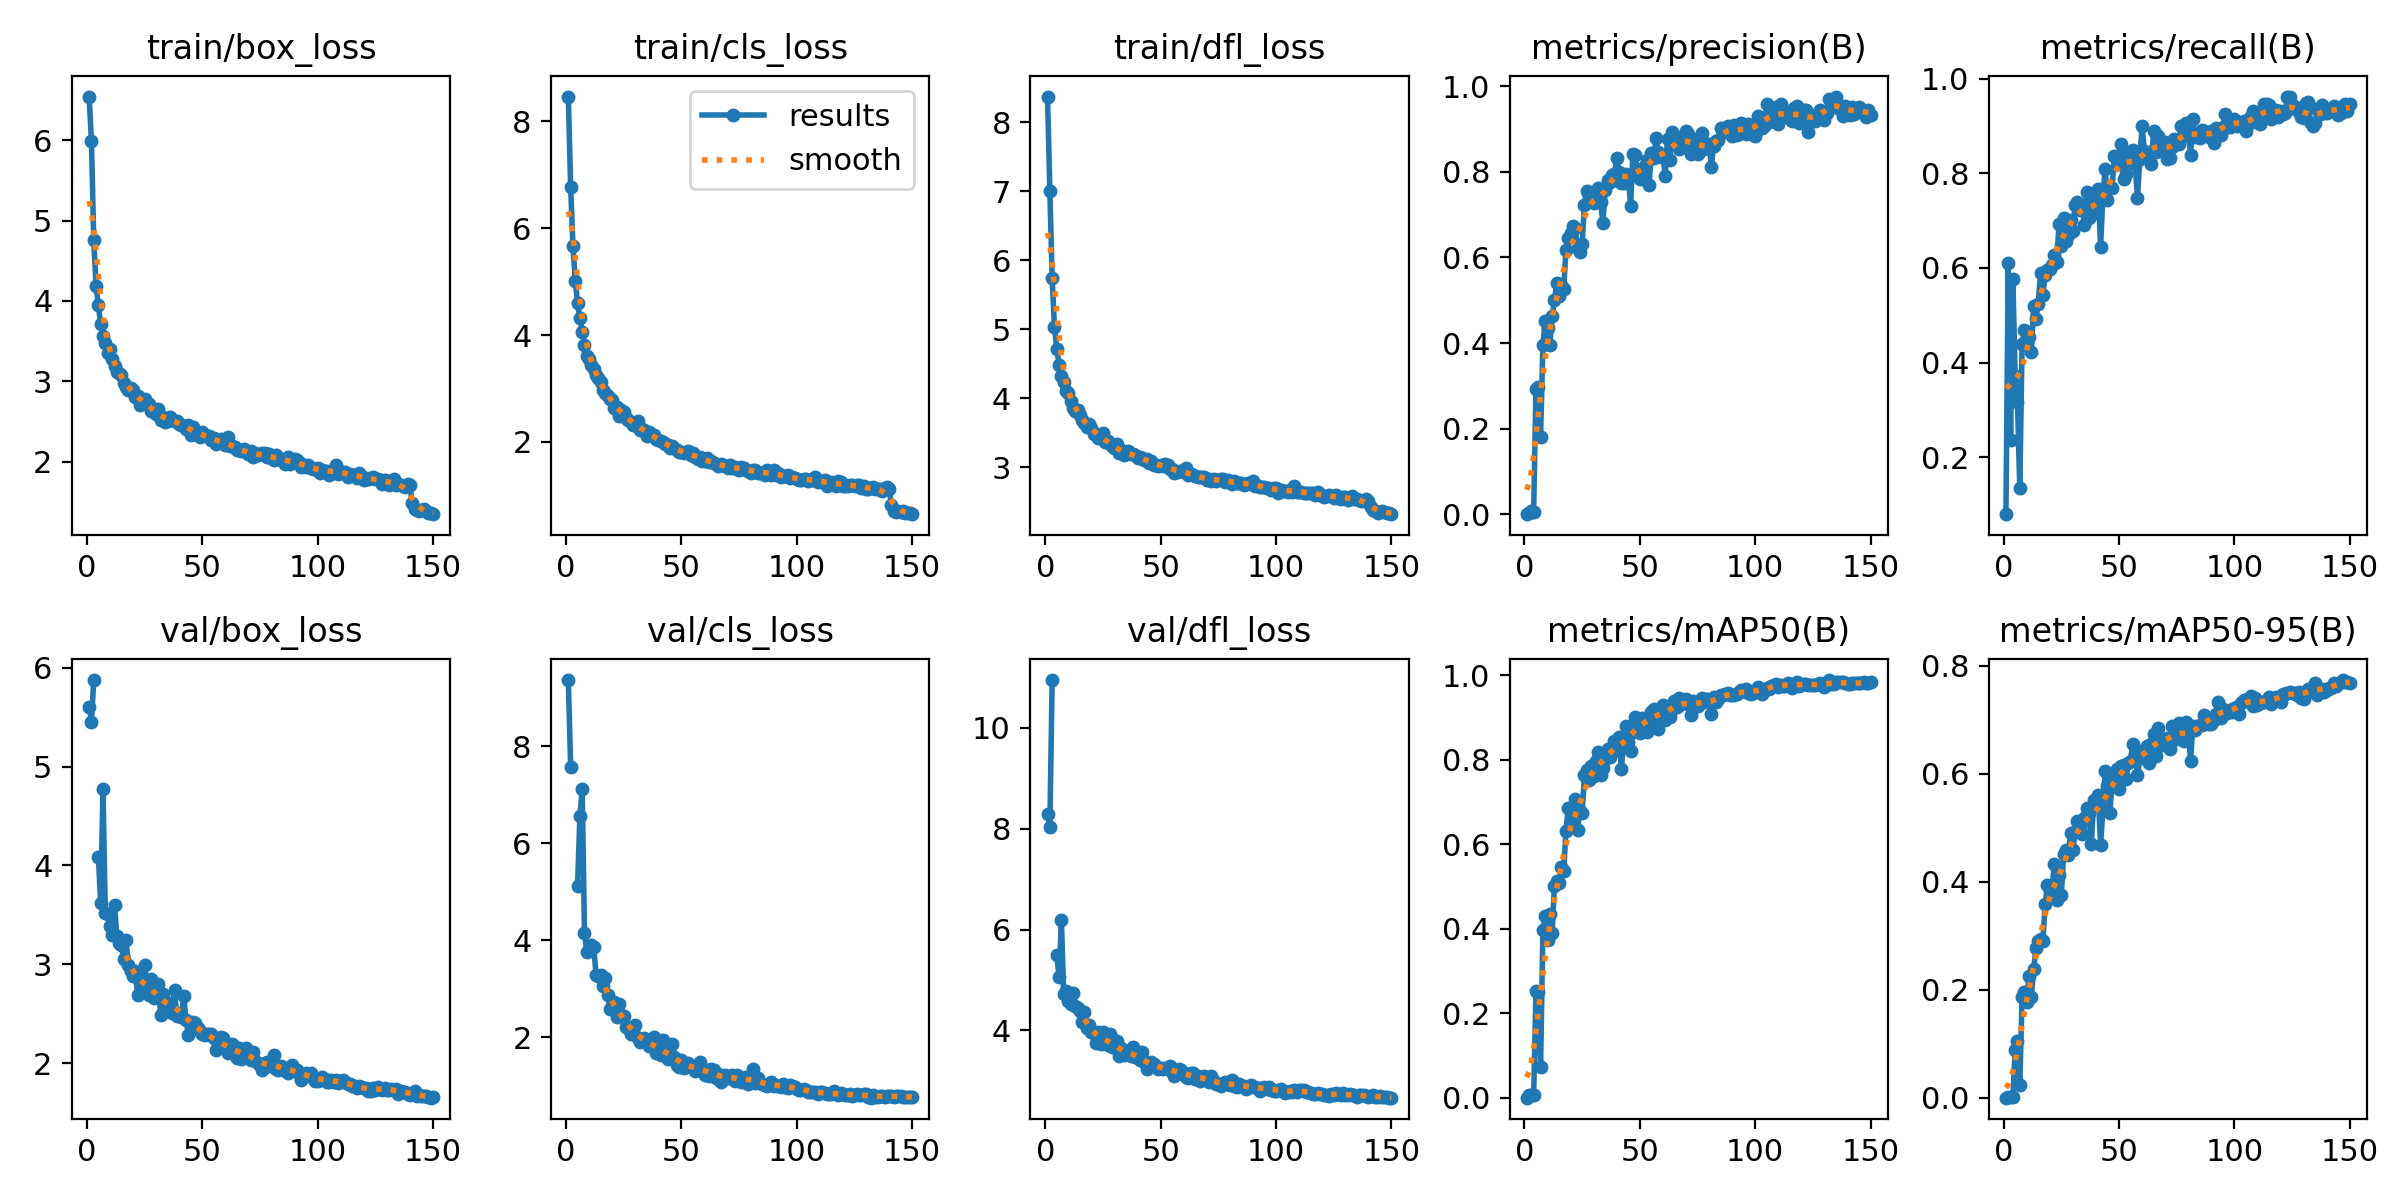 train/box_loss
train/cls_loss
train/dfl_loss
metrics/precision(B)
metrics/recall(B)
results
smooth
6
5
4
3
2
0 50 100 150
8
6
4
2
0 50 100 150
8
7
6
5
4
3
0 50 100 150
1.0
0.8
0.6
0.4
0.2
0.0
0 50 100 150
1.0
0.8
0.6
0.4
0.2
0 50 100 150
val/box_loss
val/cls_loss
val/dfl_loss
metrics/mAP50(B)
metrics/mAP50-95(B)
6
5
4
3
2
0 50 100 150
8
6
4
2
0 50 100 150
10
8
6
4
0 50 100 150
1.0
0.8
0.6
0.4
0.2
0.0
0 50 100 150
0.8
0.6
0.4
0.2
0.0
0 50 100 150